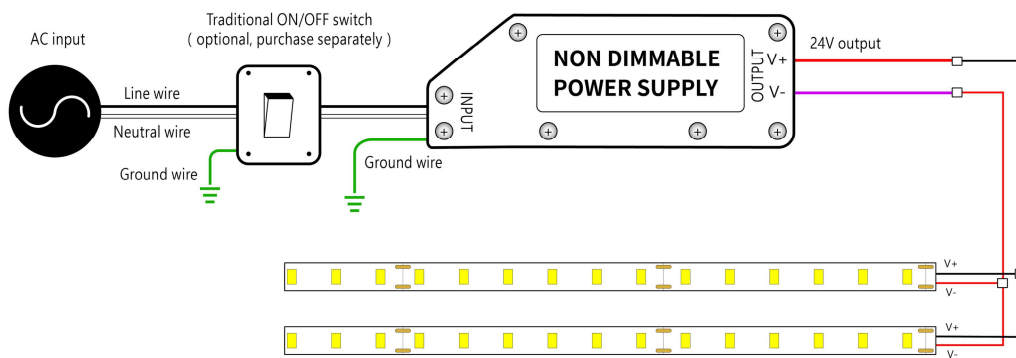 Traditional ON/OFF switch
( optional, purchase separately )
AC input
24V output
NON DIMMABLE
POWER SUPPLY
INPUT
OUTPUT
V+
V-
Line wire
Neutral wire
Ground wire
Ground wire
V+
V-
V+
V-